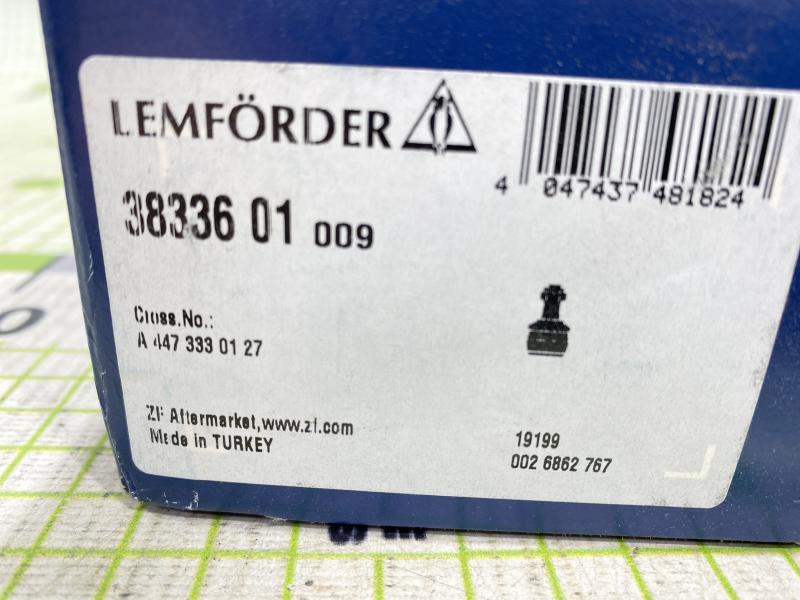 LEMFÖRDER
4 047437 481824
38336 01 009
Cross.No.:
A 447 333 01 27
ZF Aftermarket,www.zf.com
Made in TURKEY
19199
002 6862 767